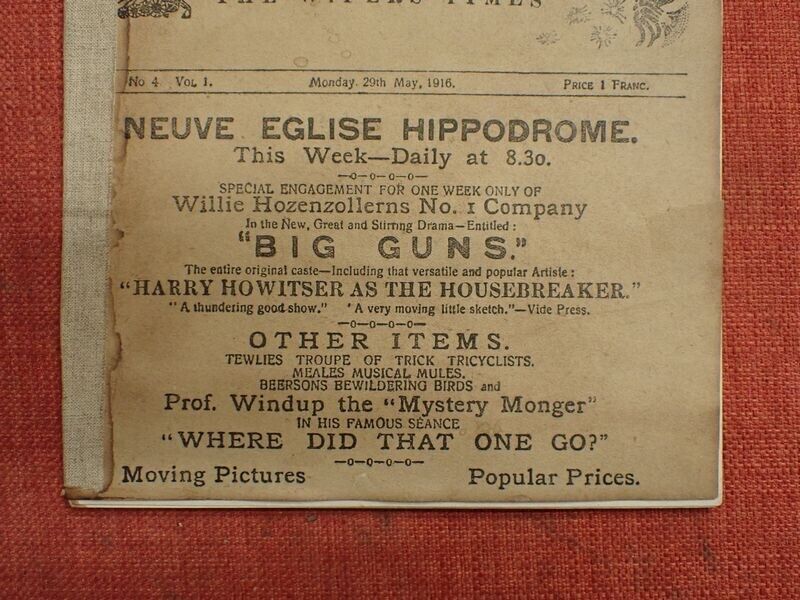 THE WIPERS TIMES
No 4 Vol 1. Monday. 29th May, 1916. Price 1 Franc.
NEUVE EGLISE HIPPODROME.
This Week—Daily at 8.30.
—o—o—o—o—
SPECIAL ENGAGEMENT FOR ONE WEEK ONLY OF
Willie Hozenzollerns No. 1 Company
In the New, Great and Stirrng Drama—Entitled:
"BIG GUNS."
The entire original caste—Including that versatile and popular Artiste:
"HARRY HOWITSER AS THE HOUSEBREAKER."
"A thundering good show." 'A very moving little sketch."—Vide Press.
—o—o—o—o—
OTHER ITEMS.
TEWLIES TROUPE OF TRICK TRICYCLISTS.
MEALES MUSICAL MULES.
BEERSONS BEWILDERING BIRDS and
Prof. Windup the "Mystery Monger"
IN HIS FAMOUS SEANCE
"WHERE DID THAT ONE GO?"
—o—o—o—o—
Moving Pictures Popular Prices.